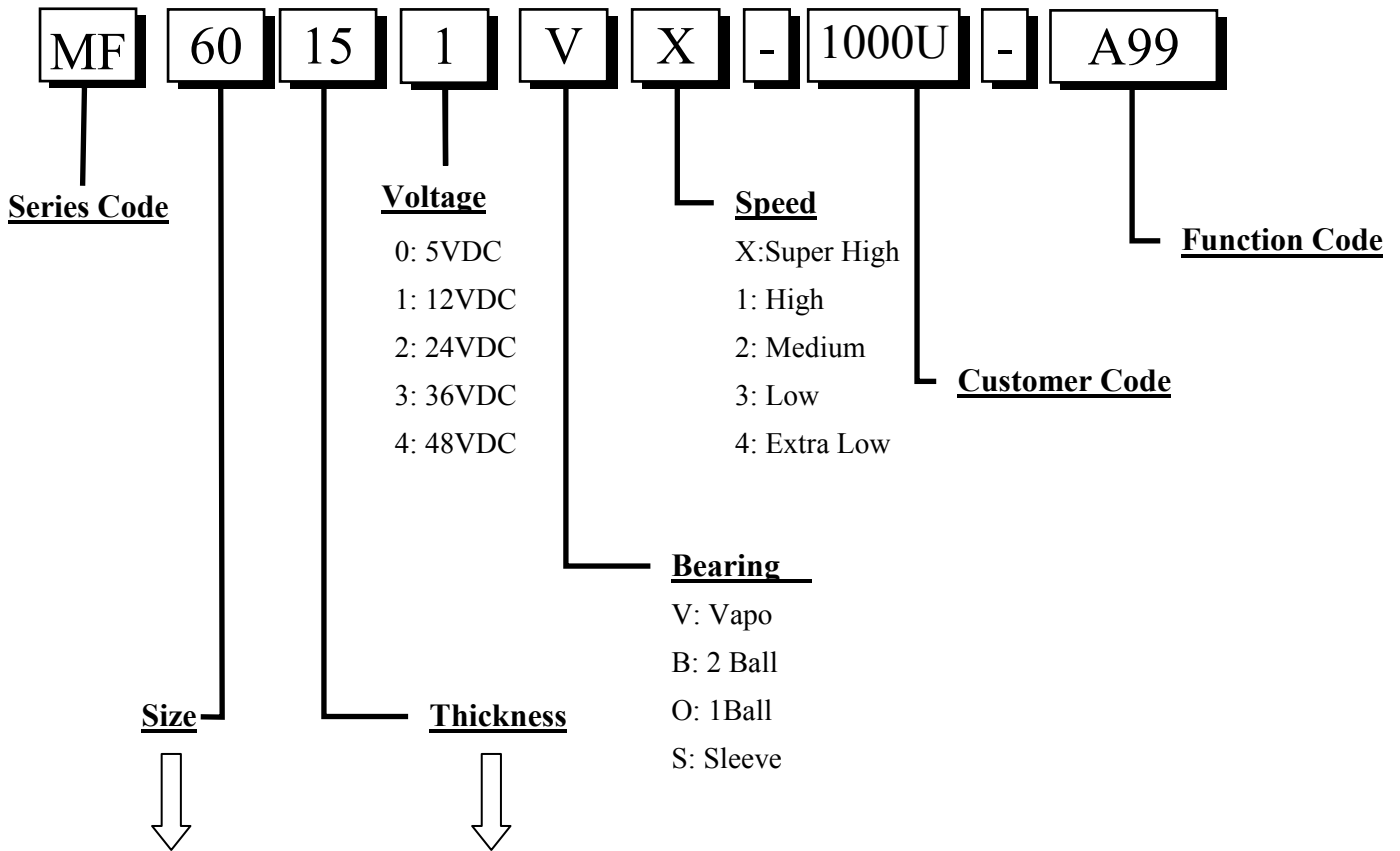 MF 60 15 1 V X - 1000U - A99
Series Code
Voltage
0: 5VDC
1: 12VDC
2: 24VDC
3: 36VDC
4: 48VDC
Speed
X:Super High
1: High
2: Medium
3: Low
4: Extra Low
Function Code
Customer Code
Bearing
V: Vapo
B: 2 Ball
O: 1Ball
S: Sleeve
Size
Thickness